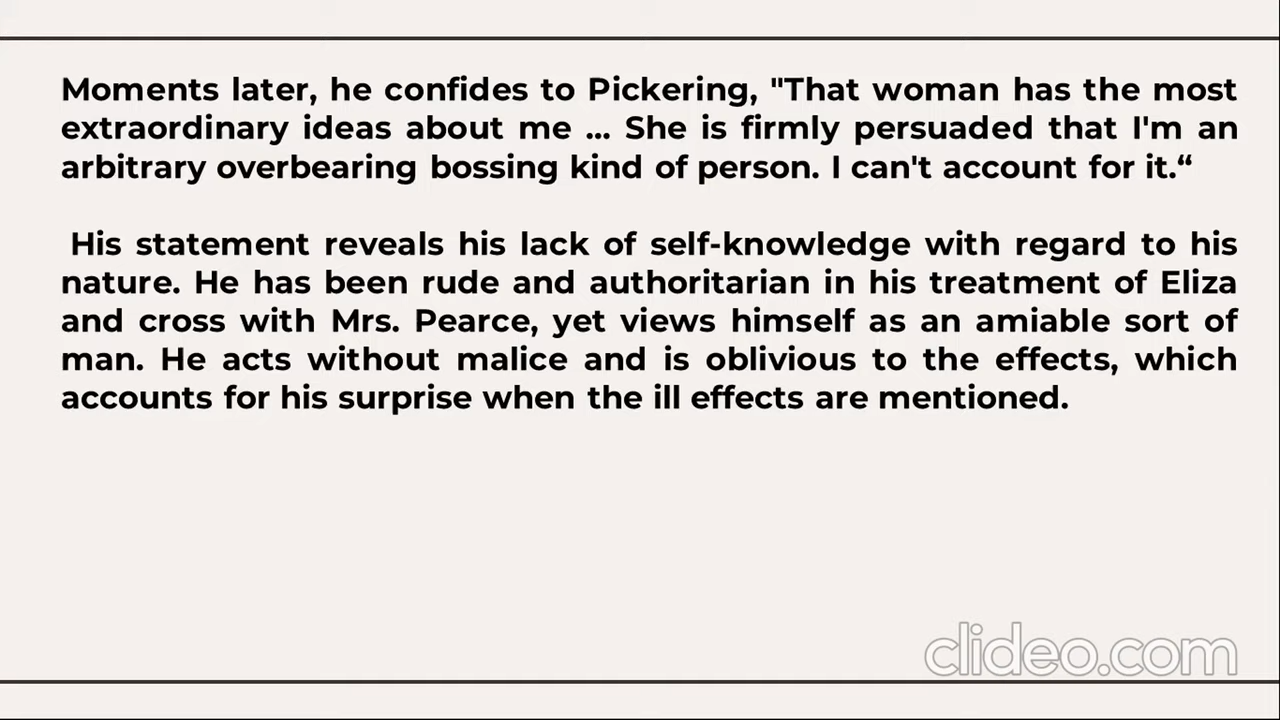 Moments later, he confides to Pickering, "That woman has the most
extraordinary ideas about me ... She is firmly persuaded that I'm an
arbitrary overbearing bossing kind of person. I can't account for it.“
His statement reveals his lack of self-knowledge with regard to his
nature. He has been rude and authoritarian in his treatment of Eliza
and cross with Mrs. Pearce, yet views himself as an amiable sort of
man. He acts without malice and is oblivious to the effects, which
accounts for his surprise when the ill effects are mentioned.
clideo.com